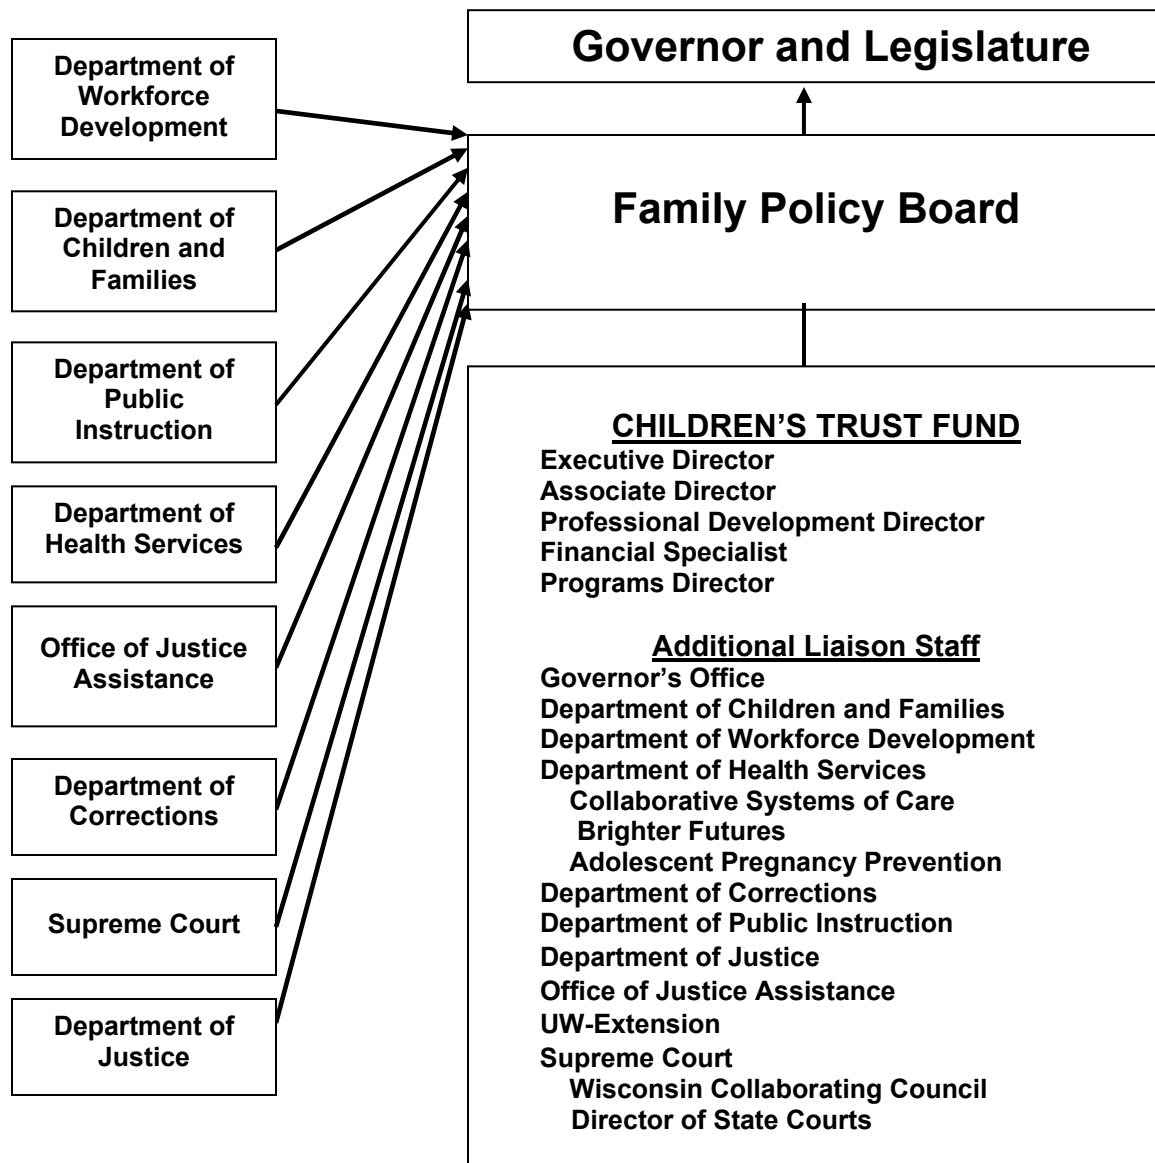 Governor and Legislature
Department of
Workforce
Development
Family Policy Board
Department of
Children and
Families
Department of
Public
Instruction
Department of
Health Services
Office of Justice
Assistance
Department of
Corrections
Supreme Court
Department of
Justice
CHILDREN’S TRUST FUND
Executive Director
Associate Director
Professional Development Director
Financial Specialist
Programs Director
Additional Liaison Staff
Governor’s Office
Department of Children and Families
Department of Workforce Development
Department of Health Services
Collaborative Systems of Care
Brighter Futures
Adolescent Pregnancy Prevention
Department of Corrections
Department of Public Instruction
Department of Justice
Office of Justice Assistance
UW-Extension
Supreme Court
Wisconsin Collaborating Council
Director of State Courts